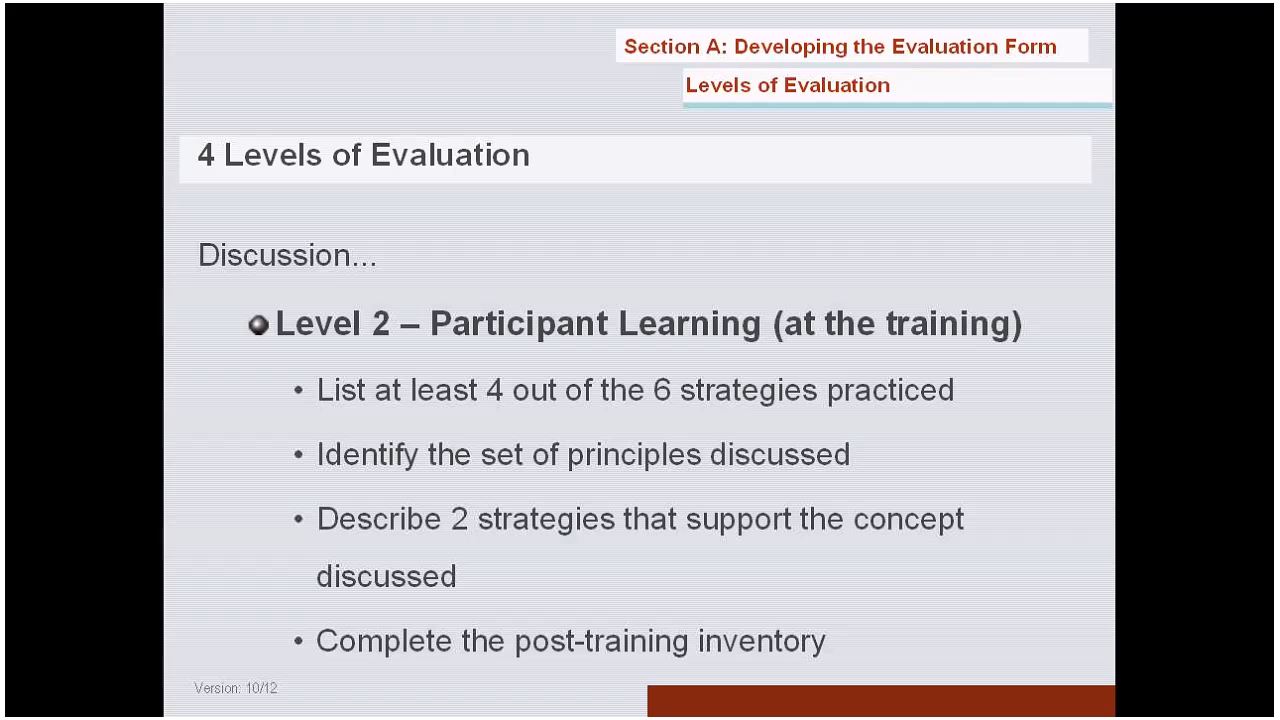 Section A: Developing the Evaluation Form
Levels of Evaluation
4 Levels of Evaluation
Discussion...
Level 2 – Participant Learning (at the training)
• List at least 4 out of the 6 strategies practiced
• Identify the set of principles discussed
• Describe 2 strategies that support the concept
discussed
• Complete the post-training inventory
Version: 10/12